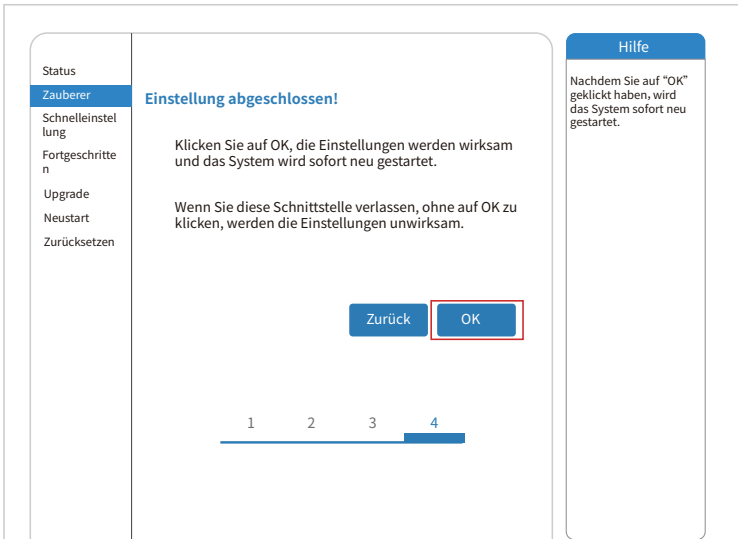 Status
Zauberer
Schnelleinstel
lung
Fortgeschritte
n
Upgrade
Neustart
Zurücksetzen
Einstellung abgeschlossen!
Klicken Sie auf OK, die Einstellungen werden wirksam
und das System wird sofort neu gestartet.
Wenn Sie diese Schnittstelle verlassen, ohne auf OK zu
klicken, werden die Einstellungen unwirksam.
Zurück OK
1 2 3 4
Hilfe
Nachdem Sie auf “OK”
geklickt haben, wird
das System sofort neu
gestartet.